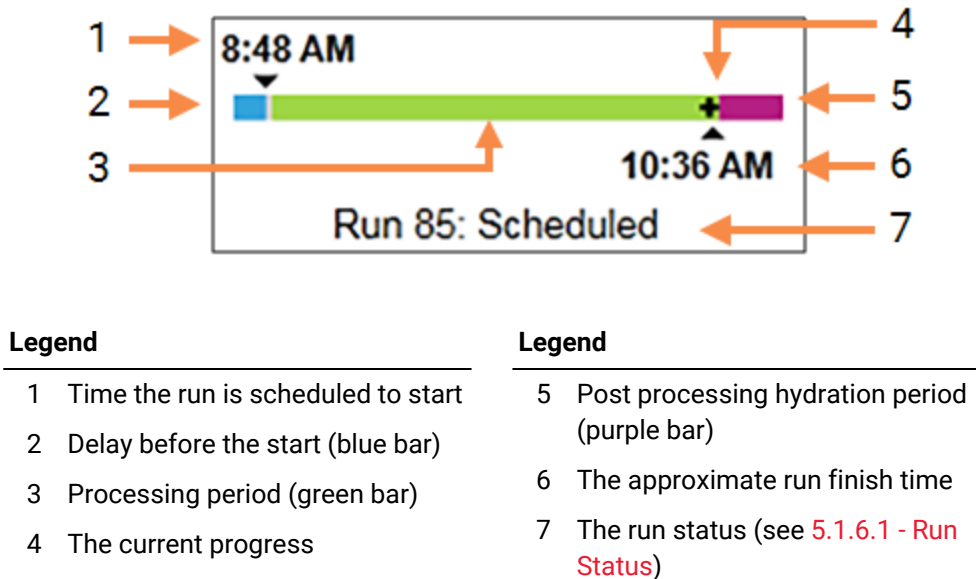 1
8:48 AM
4
2
5
3
10:36 AM
6
Run 85: Scheduled
7
Legend
1 Time the run is scheduled to start
2 Delay before the start (blue bar)
3 Processing period (green bar)
4 The current progress
Legend
5 Post processing hydration period
(purple bar)
6 The approximate run finish time
7 The run status (see 5.1.6.1 - Run
Status)